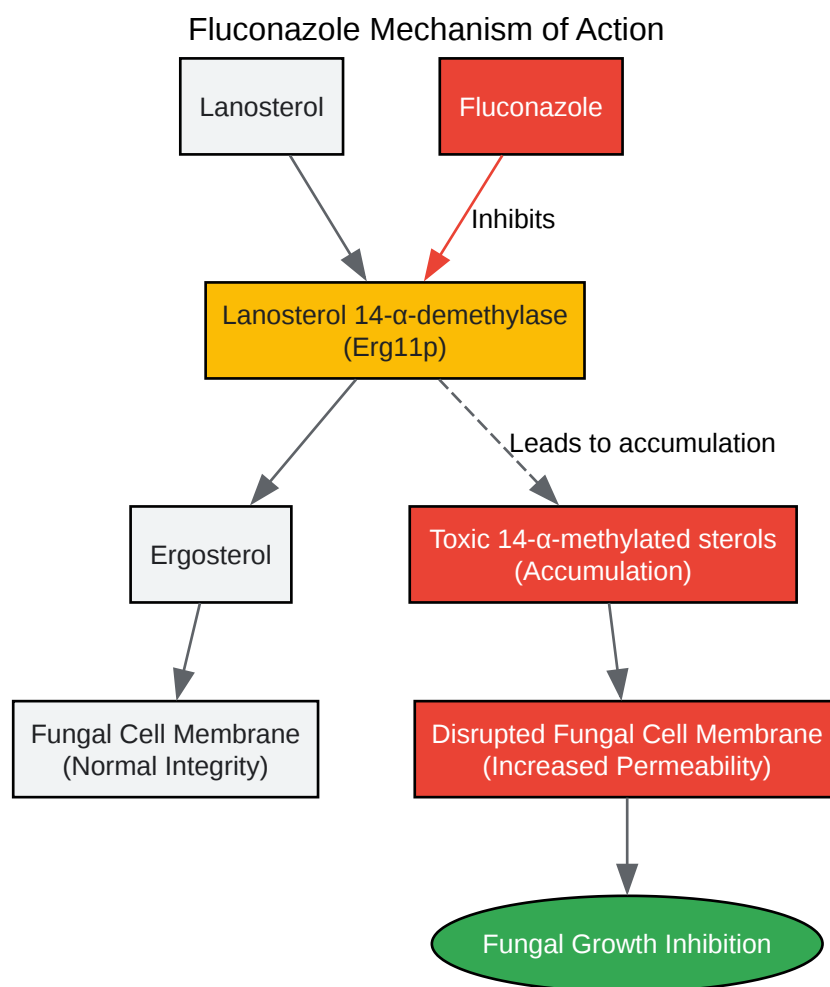 Fluconazole Mechanism of Action
Lanosterol
Fluconazole
Inhibits
Lanosterol 14-α-demethylase
(Erg11p)
Leads to accumulation
Ergosterol
Toxic 14-α-methylated sterols
(Accumulation)
Fungal Cell Membrane
(Normal Integrity)
Disrupted Fungal Cell Membrane
(Increased Permeability)
Fungal Growth Inhibition